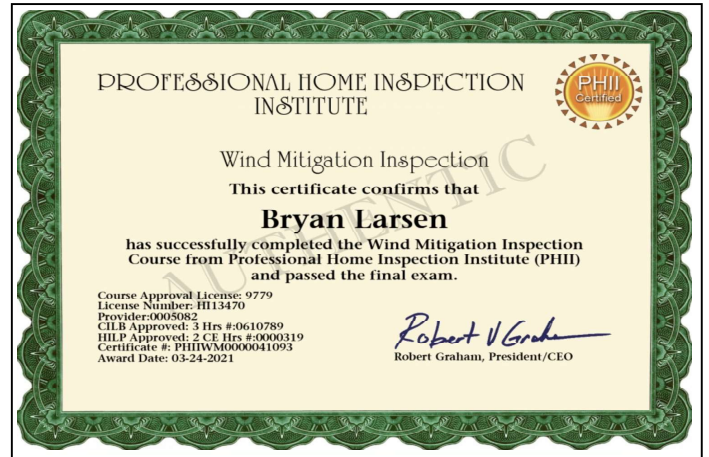 PROFESSIONAL HOME INSPECTION
INSTITUTE
PHII
Certified
Wind Mitigation Inspection
This certificate confirms that
Bryan Larsen
has successfully completed the Wind Mitigation Inspection
Course from Professional Home Inspection Institute (PHII)
and passed the final exam.
AUTHENTIC
Course Approval License: 9779
License Number: HI13470
Provider:0005082
CILB Approved: 3 Hrs #:0610789
HILP Approved: 2 CE Hrs #:0000319
Certificate #: PHIIWM0000041093
Award Date: 03-24-2021
Robert V Graham
Robert Graham, President/CEO